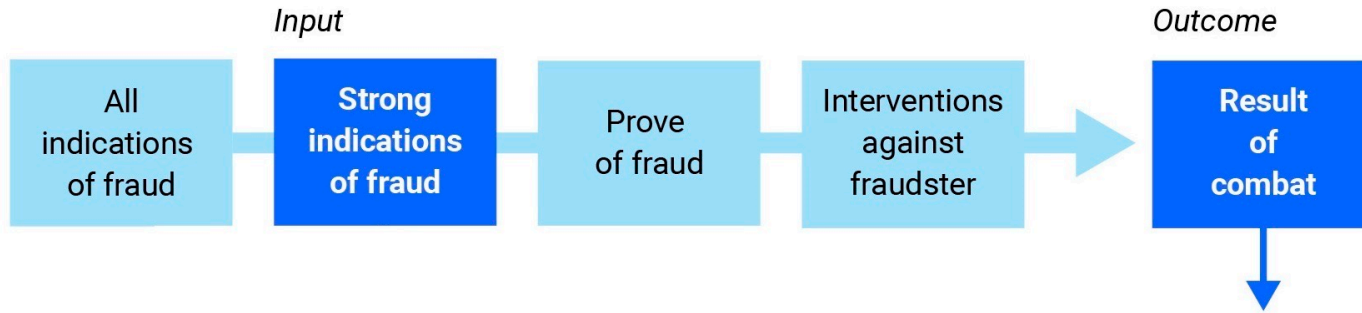 Input
Outcome
All
indications
of fraud
Strong
indications
of fraud
Prove
of fraud
Interventions
against
fraudster
Result
of
combat